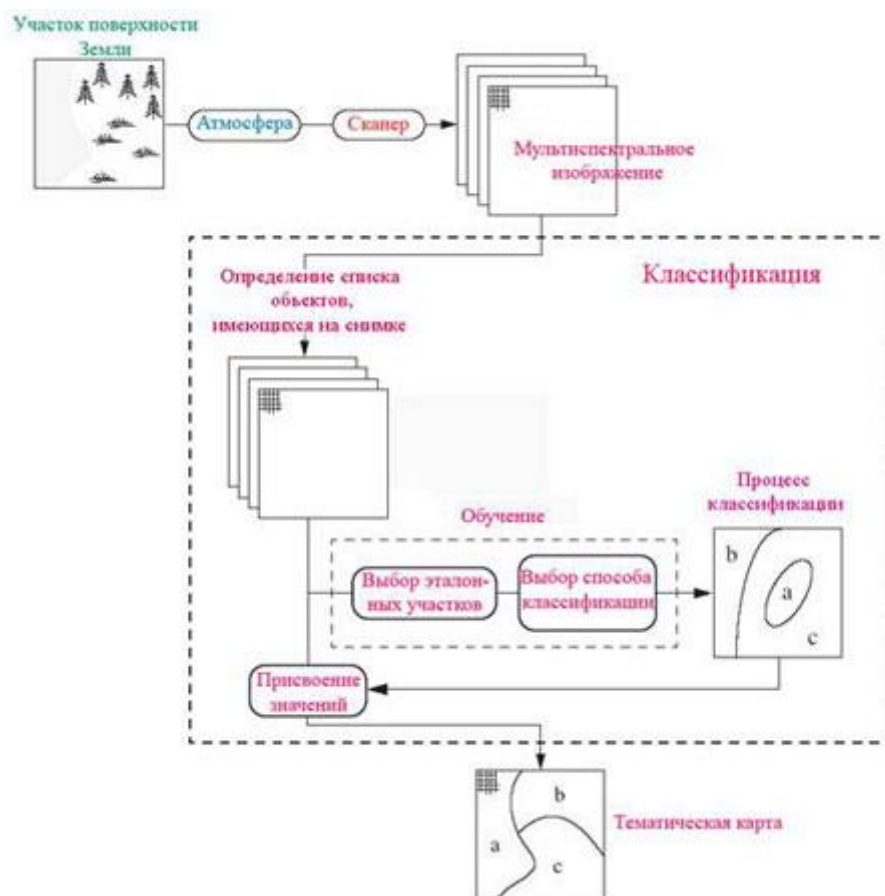 Участок поверхности
Земли
Атмосфера
Сканер
Мультиспектральное
изображение
Классификация
Определение списка
объектов,
имеющихся на снимке
Процесс
классификации
Обучение
Выбор эталон-
ных участков
Выбор способа
классификации
b
a
c
Присвоение
значений
b
a
c
Тематическая карта